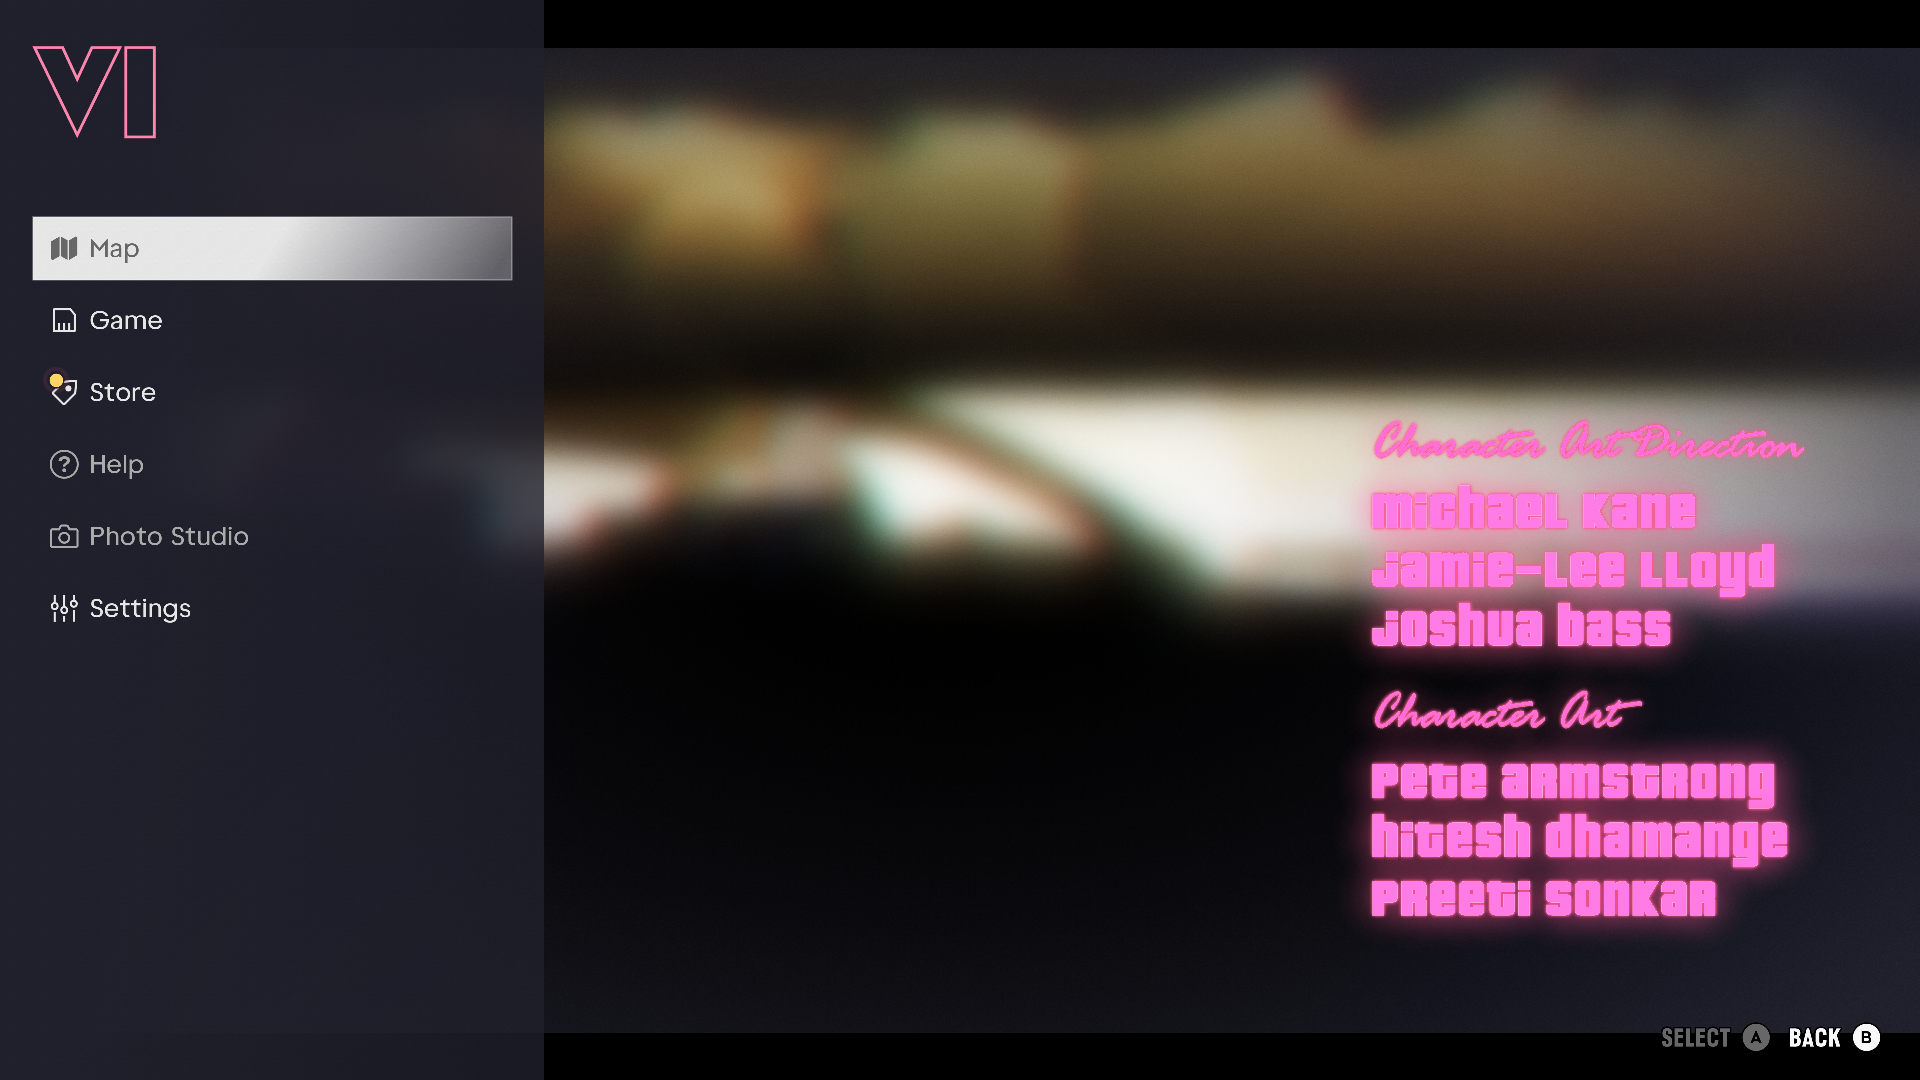 VI
Map
Game
Store
Help
Photo Studio
Settings
Character Art Direction
michael kane
Jamie-Lee LLoyd
Joshua bass
Character Art
Pete aRmstRong
hitesh dhamange
PReeti sonkaR
SELECT A BACK B